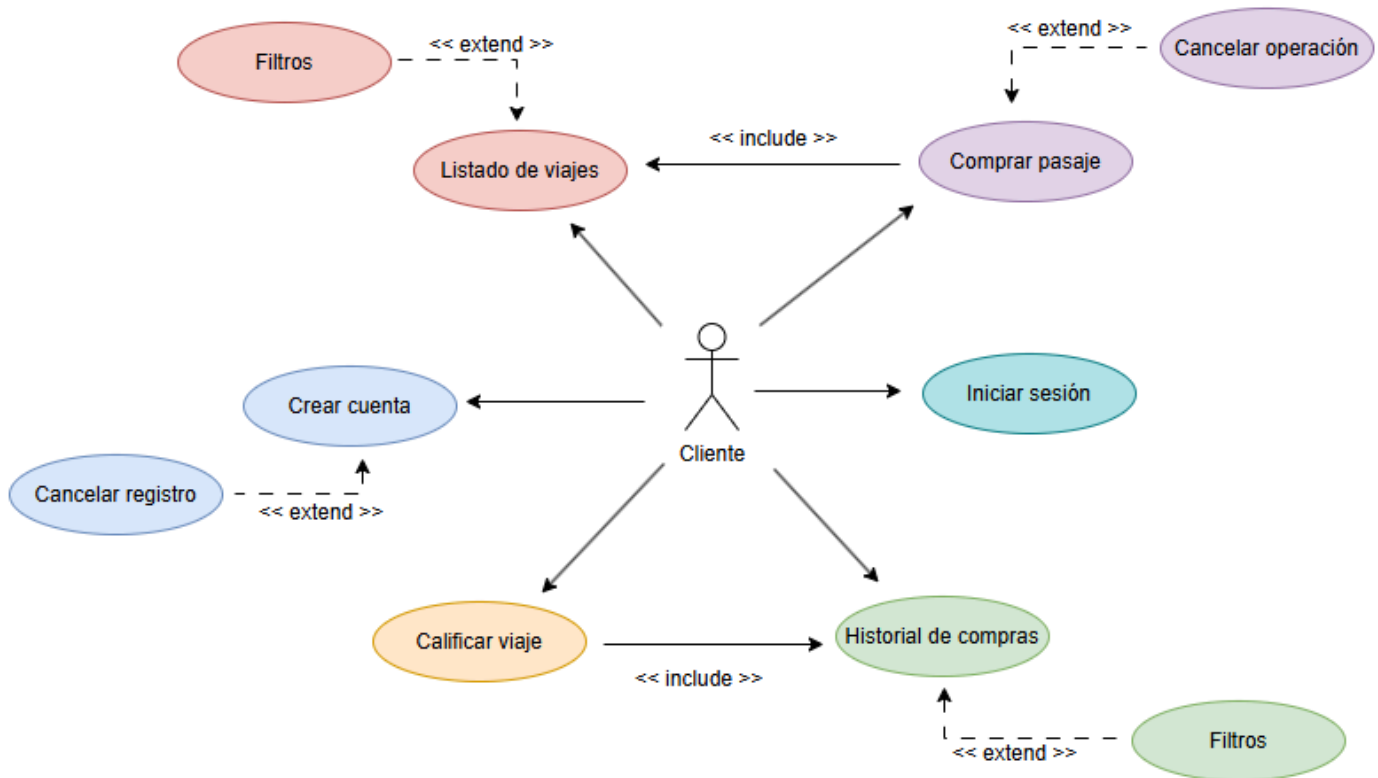 << extend >>
<< extend >>
Cancelar operación
Filtros
<< include >>
Listado de viajes
Comprar pasaje
Crear cuenta
Iniciar sesión
Cliente
Cancelar registro
<< extend >>
Calificar viaje
Historial de compras
<< include >>
<< extend >>
Filtros